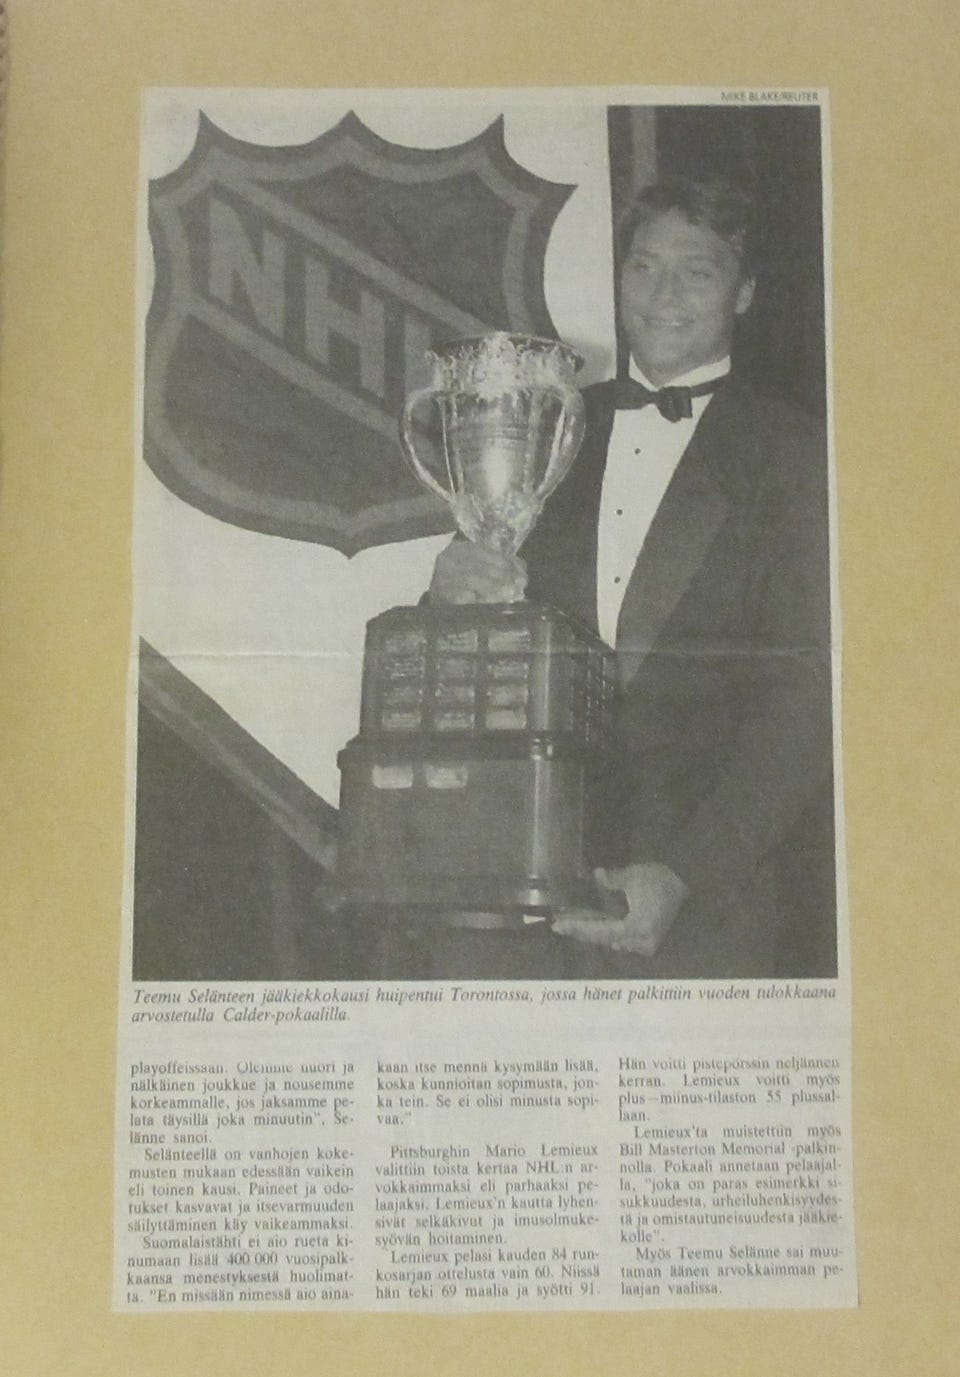 MIKE BLAKE/REUTER
NHL
Teemu Selänteen jääkiekkokausi huipentui Torontossa, jossa hänet palkittiin vuoden tulokkaana
arvostetulla Calder-pokaalilla.
playoffeissaan. Olemme nuori ja
nälkäinen joukkue ja nousemme
korkeammalle, jos jaksamme pe-
lata täysillä joka minuutin", Se-
länne sanoi.
Selänteellä on vanhojen koke-
musten mukaan edessään vaikein
eli toinen kausi. Paineet ja odo-
tukset kasvavat ja itsevarmuuden
säilyttäminen käy vaikeammaksi.
Suomalaistähti ei aio rueta ki-
numaan lisää 400 000 vuosipalk-
kaansa menestyksestä huolimat-
ta. "En missään nimessä aio aina-
kaan itse mennä kysymään lisää,
koska kunnioitan sopimusta, jon-
ka tein. Se ei olisi minusta sopi-
vaa."
Pittsburghin Mario Lemieux
valittiin toista kertaa NHL:n ar-
vokkaimmaksi eli parhaaksi pe-
laajaksi. Lemieux'n kautta lyhen-
sivät selkäkivut ja imusolmuke-
syövän hoitaminen.
Lemieux pelasi kauden 84 run-
kosarjan ottelusta vain 60. Niissä
hän teki 69 maalia ja syötti 91.
Hän voitti pistepörssin neljännen
kerran. Lemieux voitti myös
plus—miinus-tilaston 55 plussal-
laan.
Lemieux'ta muistettiin myös
Bill Masterton Memorial -palkin-
nolla. Pokaali annetaan pelaajal-
la, "joka on paras esimerkki si-
sukkuudesta, urheiluhenkisyydes-
tä ja omistautuneisuudesta jääkie-
kolle".
Myös Teemu Selänne sai muu-
taman äänen arvokkaimman pe-
laajan vaalissa.